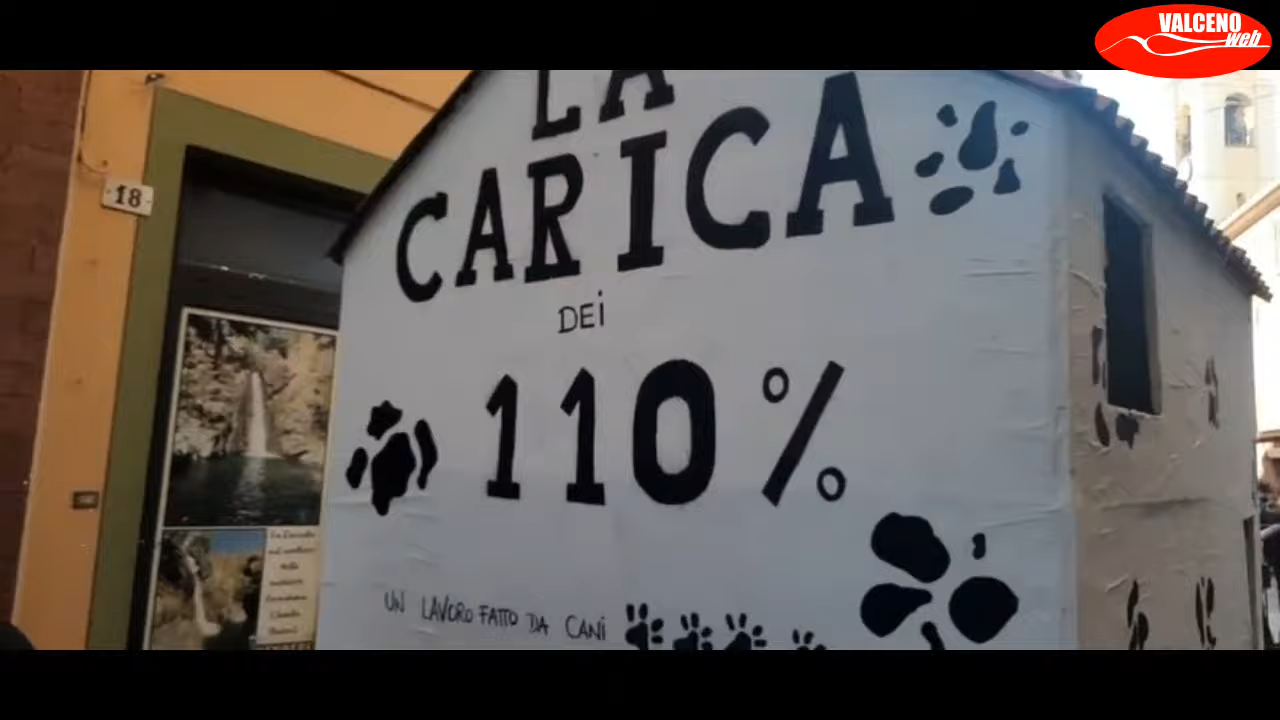 VALCENO
web
18
LA
CARICA
DEI
110%
UN LAVORO FATTO DA CANI